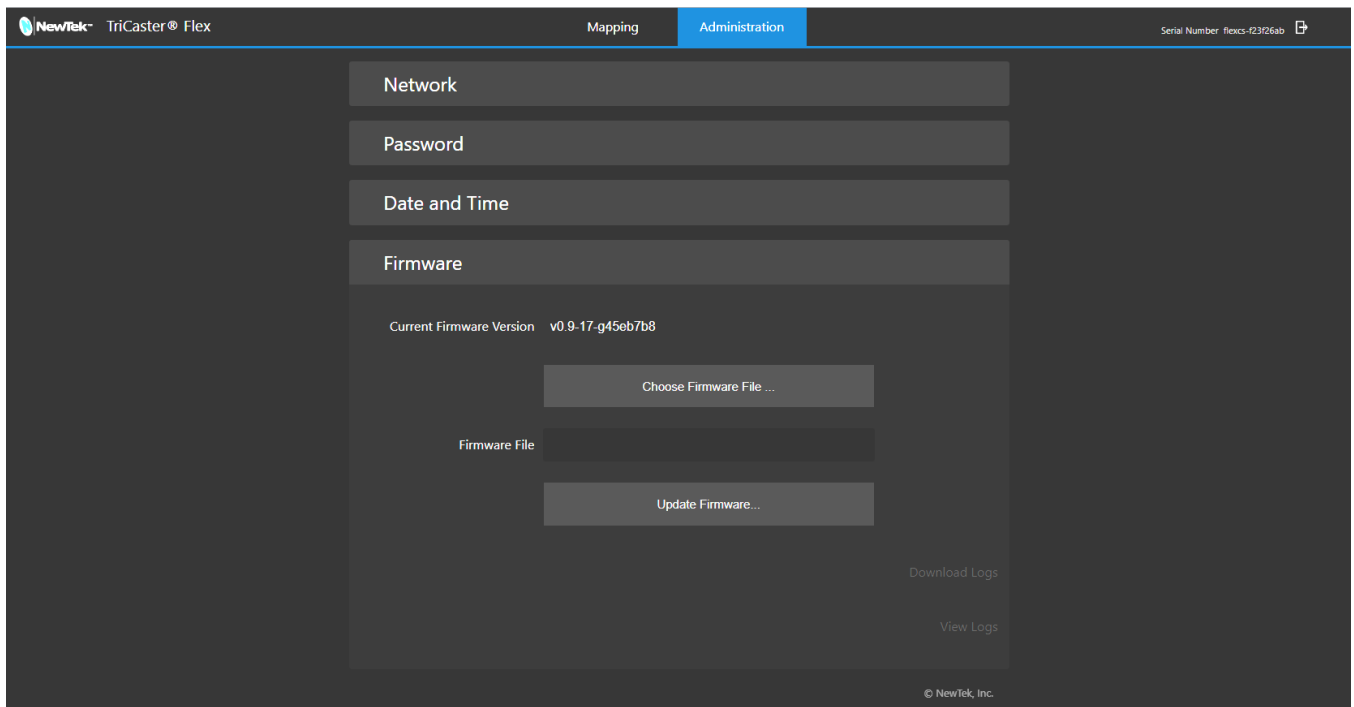 NewTek™ TriCaster® Flex Mapping Administration Serial Number flexcs-f23f26ab
Network
Password
Date and Time
Firmware
Current Firmware Version v0.9-17-g45eb7b8
Choose Firmware File ...
Firmware File
Update Firmware...
Download Logs
View Logs
© NewTek, Inc.